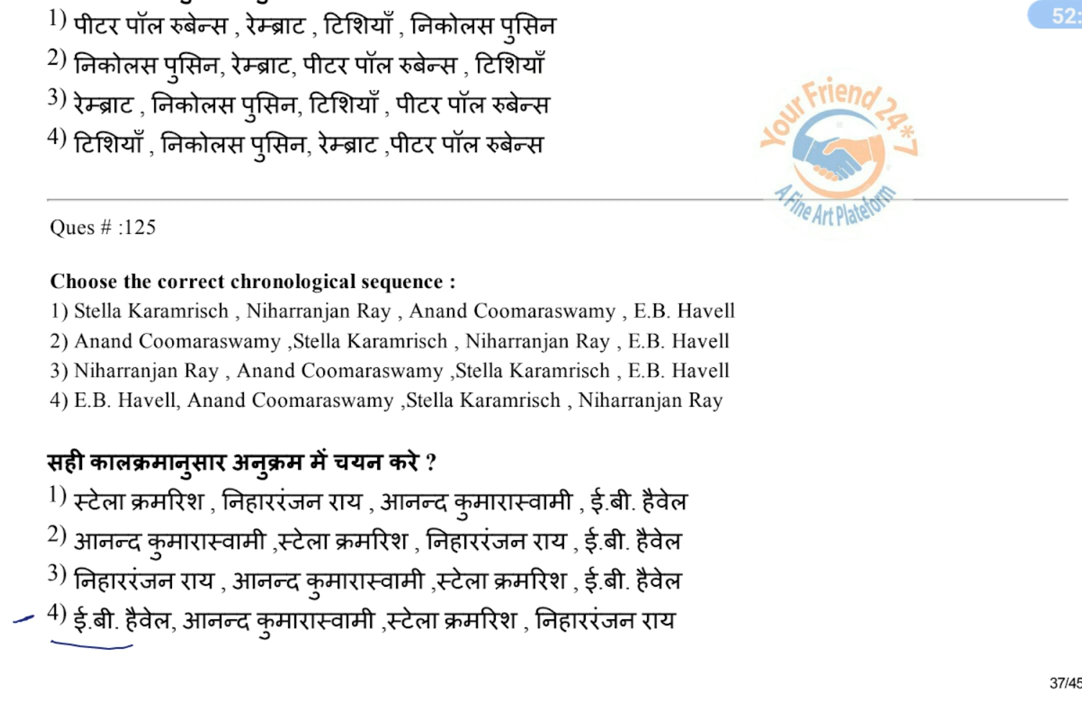 1) पीटर पॉल रुबेन्स , रेम्ब्राट , टिशियाँ , निकोलस पुसिन
52:
2) निकोलस पुसिन, रेम्ब्राट, पीटर पॉल रुबेन्स , टिशियाँ
3) रेम्ब्राट , निकोलस पुसिन, टिशियाँ , पीटर पॉल रुबेन्स
4) टिशियाँ , निकोलस पुसिन, रेम्ब्राट ,पीटर पॉल रुबेन्स
Your Friend 24*7
A Fine Art Plateform
Ques # :125
Choose the correct chronological sequence :
1) Stella Karamrisch , Niharranjan Ray , Anand Coomaraswamy , E.B. Havell
2) Anand Coomaraswamy ,Stella Karamrisch , Niharranjan Ray , E.B. Havell
3) Niharranjan Ray , Anand Coomaraswamy ,Stella Karamrisch , E.B. Havell
4) E.B. Havell, Anand Coomaraswamy ,Stella Karamrisch , Niharranjan Ray
सही कालक्रमानुसार अनुक्रम में चयन करे ?
1) स्टेला क्रमरिश , निहाररंजन राय , आनन्द कुमारास्वामी , ई.बी. हैवेल
2) आनन्द कुमारास्वामी ,स्टेला क्रमरिश , निहाररंजन राय , ई.बी. हैवेल
3) निहाररंजन राय , आनन्द कुमारास्वामी ,स्टेला क्रमरिश , ई.बी. हैवेल
4) ई.बी. हैवेल, आनन्द कुमारास्वामी ,स्टेला क्रमरिश , निहाररंजन राय
37/45